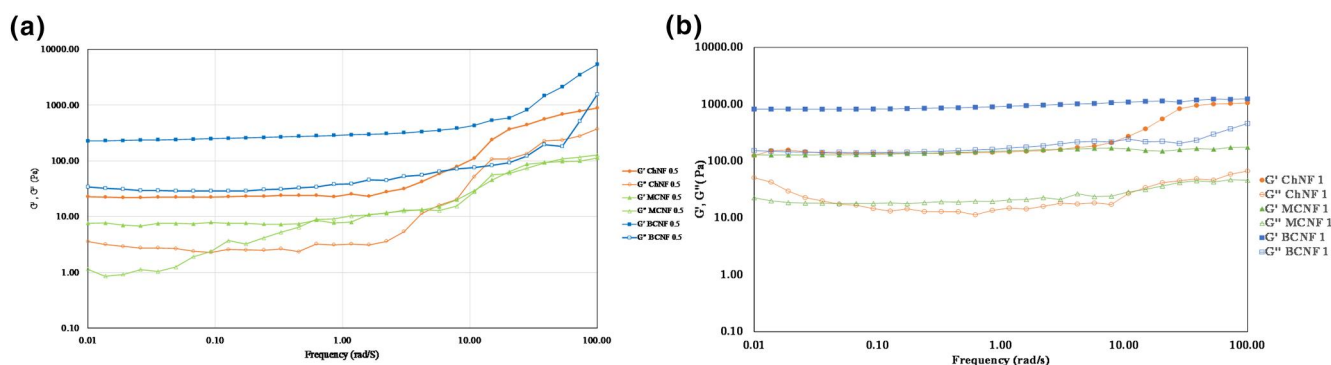 (a)
10000.00
1000.00
100.00
10.00
1.00
0.10
G', G'' (Pa)
0.01
0.10
1.00
10.00
100.00
Frequency (rad/S)
G' ChNF 0.5
G'' ChNF 0.5
G' MCNF 0.5
G'' MCNF 0.5
G' BCNF 0.5
G'' BCNF 0.5
(b)
10000.00
1000.00
100.00
10.00
1.00
0.10
G', G'' ( Pa)
0.01
0.10
1.00
10.00
100.00
Frequency (rad/s)
G' ChNF 1
G'' ChNF 1
G' MCNF 1
G'' MCNF 1
G' BCNF 1
G'' BCNF 1